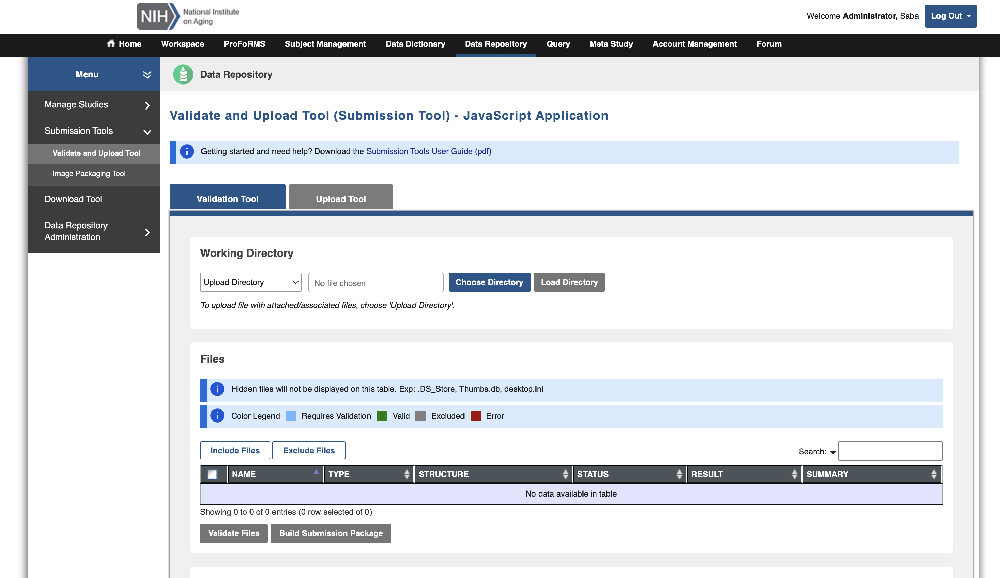 NIH National Institute
on Aging
Welcome Administrator, Saba
Log Out
Home Workspace ProFoRMS Subject Management Data Dictionary Data Repository Query Meta Study Account Management Forum
Menu
Manage Studies
Submission Tools
Validate and Upload Tool
Image Packaging Tool
Download Tool
Data Repository
Administration
Data Repository
Validate and Upload Tool (Submission Tool) - JavaScript Application
Getting started and need help? Download the Submission Tools User Guide (pdf)
Validation Tool
Upload Tool
Working Directory
Upload Directory
No file chosen
Choose Directory
Load Directory
To upload file with attached/associated files, choose 'Upload Directory'.
Files
Hidden files will not be displayed on this table. Exp: .DS_Store, Thumbs.db, desktop.ini
Color Legend Requires Validation Valid Excluded Error
Include Files
Exclude Files
Search:
NAME TYPE STRUCTURE STATUS RESULT SUMMARY
No data available in table
Showing 0 to 0 of 0 entries (0 row selected of 0)
Validate Files
Build Submission Package